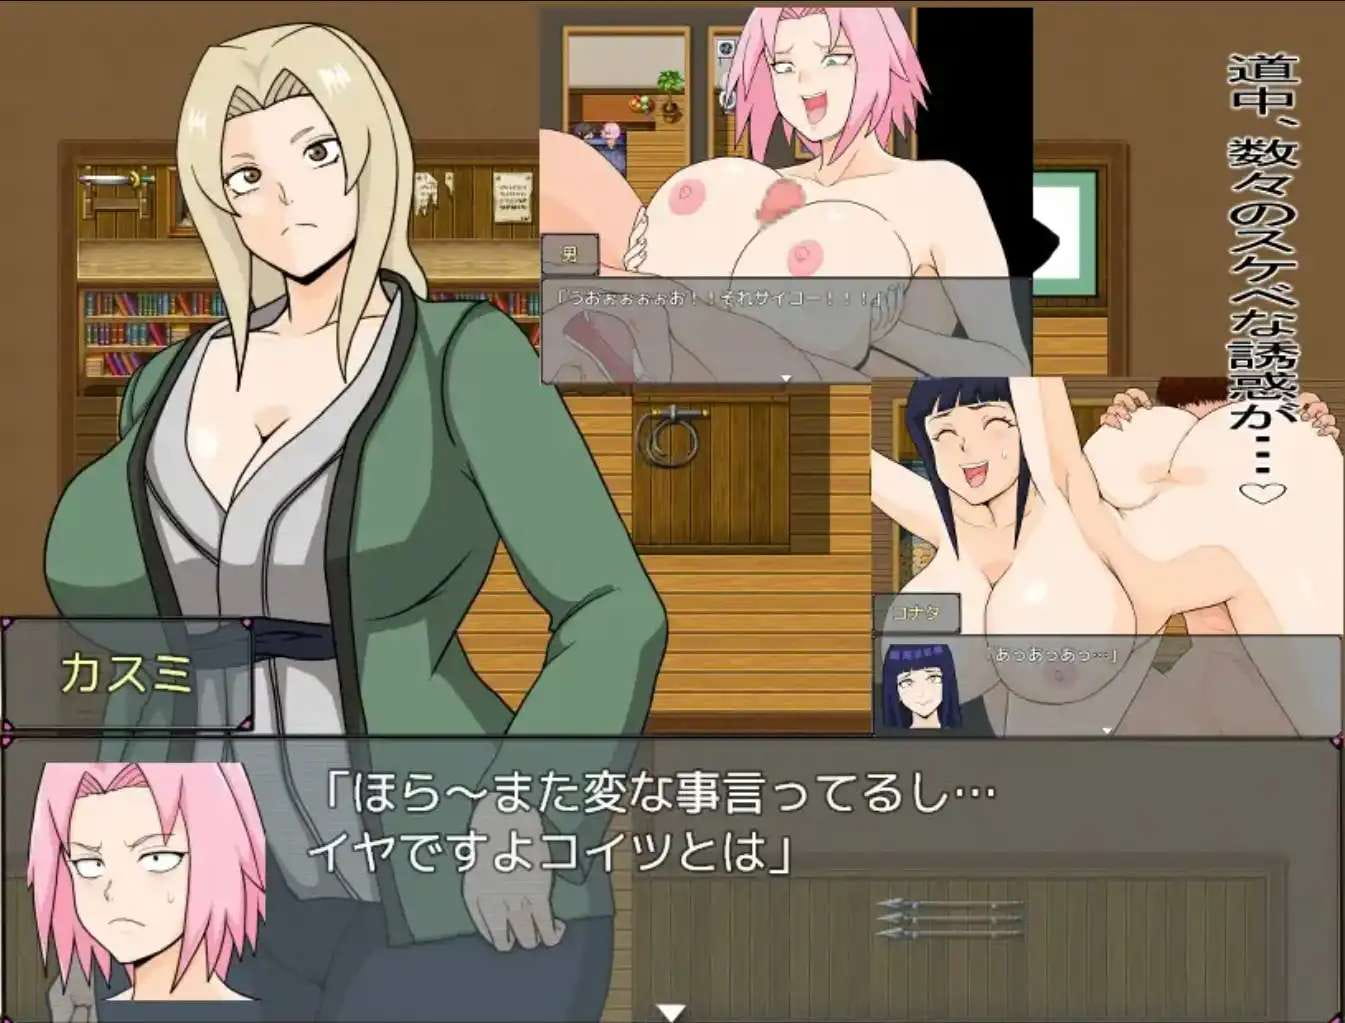 道中、数々のスケベな誘惑が…♡
男
「うおぉぉぉぉお！！それサイコー！！！」
コナタ
「あっあっあっ…」
カスミ
「ほら～また変な事言ってるし…
イヤですよコイツとは」